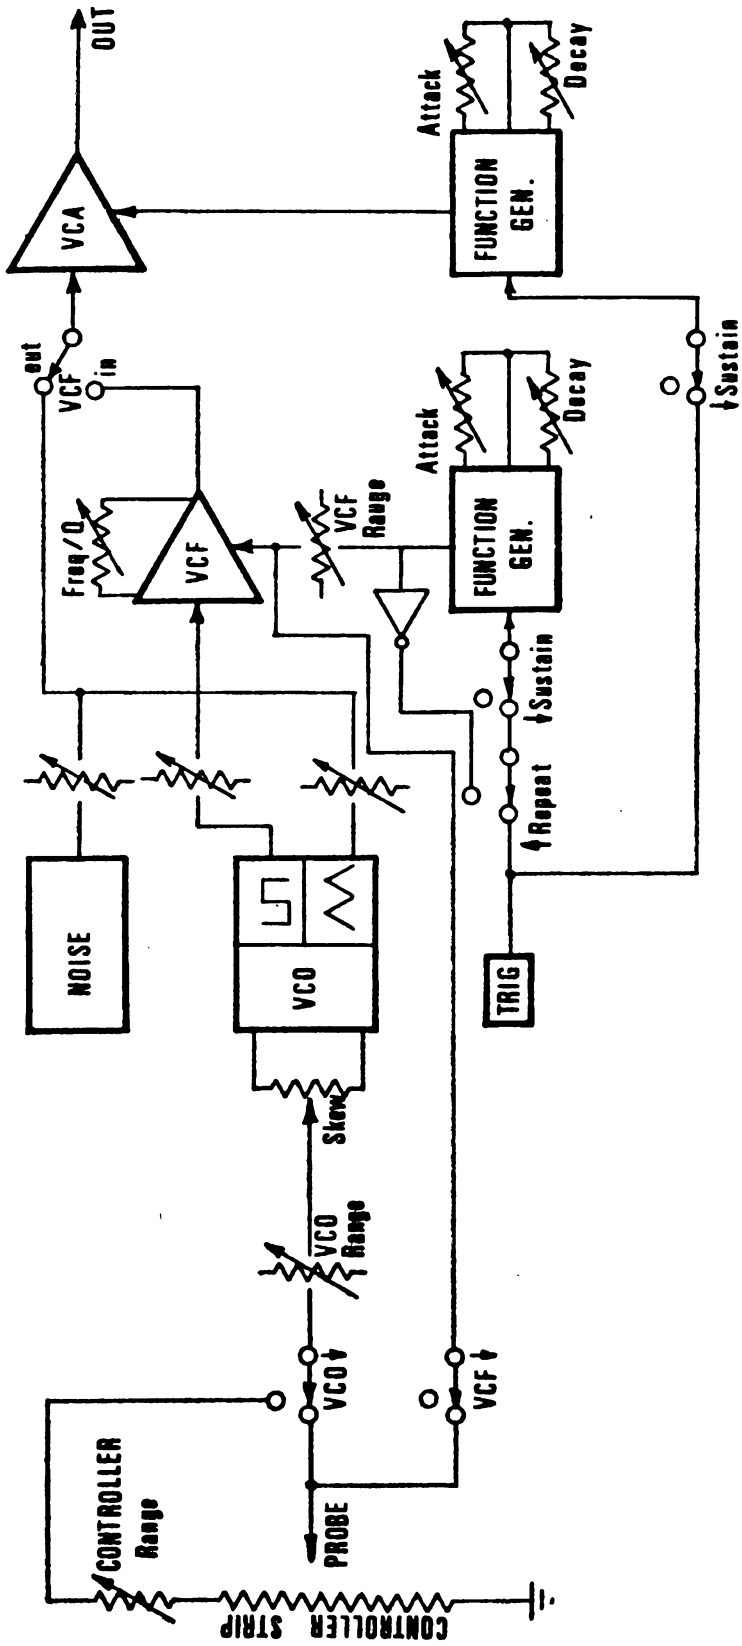 CONTROLLER
Range
CONTROLLER STRIP
PROBE
VCO
VCF
VCO
Range
Skew
VCO
NOISE
TRIG
Repeat
Sustain
FUNCTION
GEN.
Attack
Decay
VCF
Range
Freq/Q
VCF
out
VCF
in
VCA
OUT
Sustain
FUNCTION
GEN.
Attack
Decay